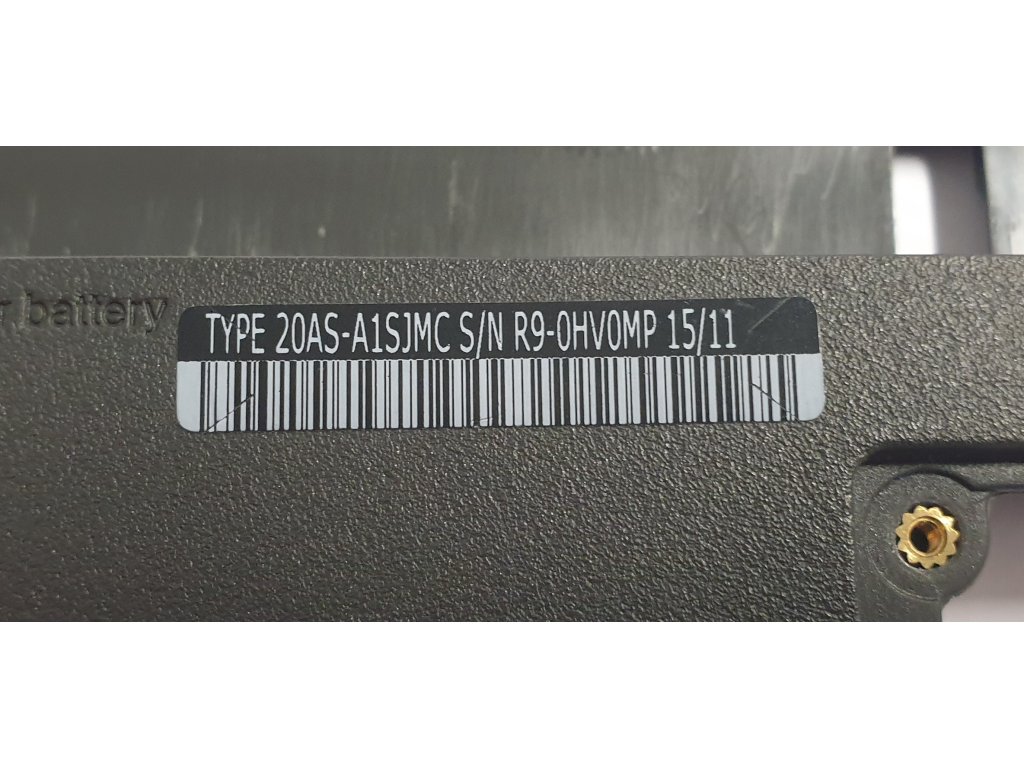 battery
TYPE 20AS-A1SJMC S/N R9-0HV0MP 15/11